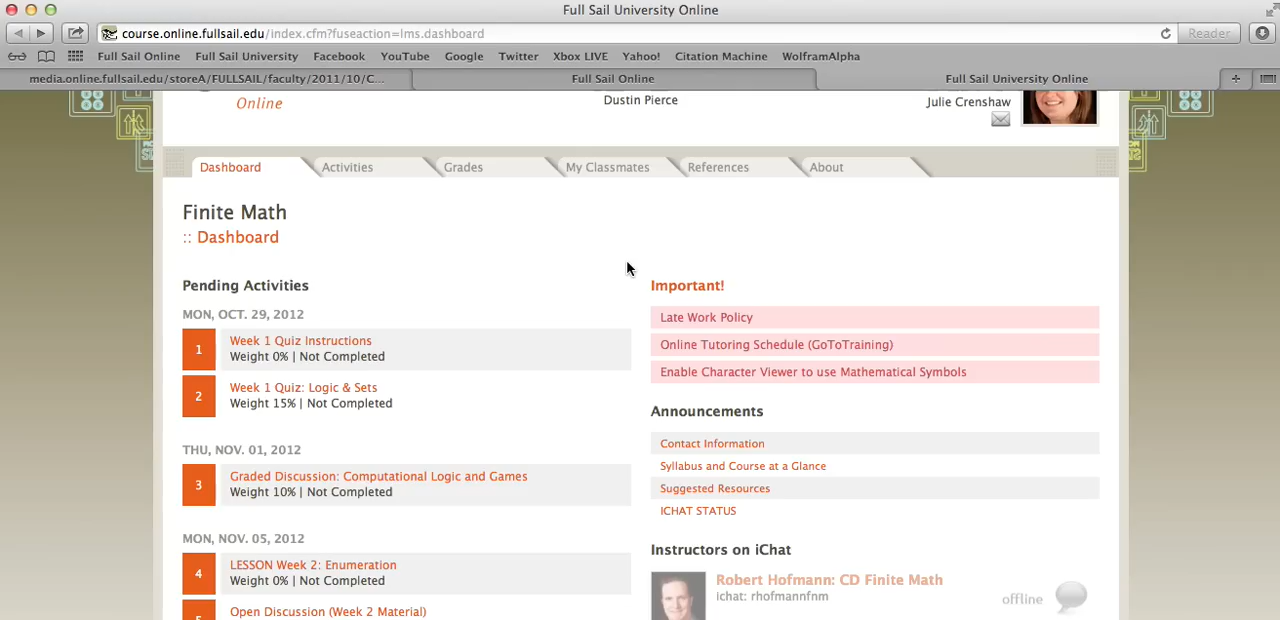 Full Sail University Online
course.online.fullsail.edu/index.cfm?fuseaction=lms.dashboard
Reader
Full Sail Online Full Sail University Facebook YouTube Google Twitter Xbox LIVE Yahoo! Citation Machine WolframAlpha
media.online.fullsail.edu/storeA/FULLSAIL/faculty/2011/10/C... Full Sail Online Full Sail University Online +
Online
Dustin Pierce
Julie Crenshaw
Dashboard Activities Grades My Classmates References About
Finite Math
:: Dashboard
Pending Activities
MON, OCT. 29, 2012
1
Week 1 Quiz Instructions
Weight 0% | Not Completed
2
Week 1 Quiz: Logic & Sets
Weight 15% | Not Completed
THU, NOV. 01, 2012
3
Graded Discussion: Computational Logic and Games
Weight 10% | Not Completed
MON, NOV. 05, 2012
4
LESSON Week 2: Enumeration
Weight 0% | Not Completed
5
Open Discussion (Week 2 Material)
Important!
Late Work Policy
Online Tutoring Schedule (GoToTraining)
Enable Character Viewer to use Mathematical Symbols
Announcements
Contact Information
Syllabus and Course at a Glance
Suggested Resources
ICHAT STATUS
Instructors on iChat
Robert Hofmann: CD Finite Math
ichat: rhofmannfnm
offline